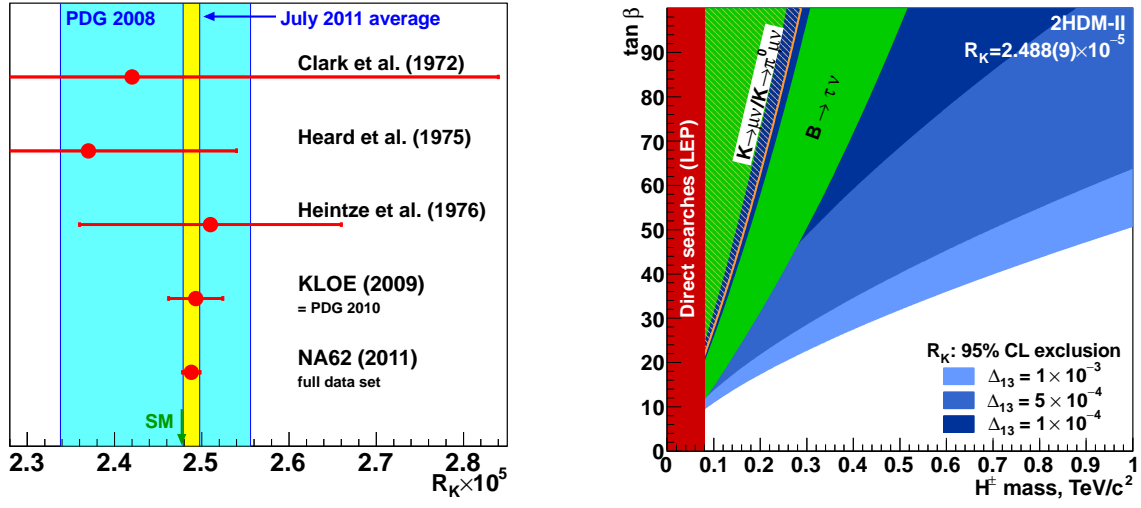 PDG 2008
July 2011 average
Clark et al. (1972)
Heard et al. (1975)
Heintze et al. (1976)
KLOE (2009)
= PDG 2010
NA62 (2011)
full data set
SM
2.3 2.4 2.5 2.6 2.7 2.8
R_K×10^5
tan β
100
90
80
70
60
50
40
30
20
10
0
Direct searches (LEP)
K→μν/K→π^0μν
B→τν
2HDM-II
R_K=2.488(9)×10^−5
R_K: 95% CL exclusion
Δ_13 = 1×10^−3
Δ_13 = 5×10^−4
Δ_13 = 1×10^−4
0 0.1 0.2 0.3 0.4 0.5 0.6 0.7 0.8 0.9 1
H^± mass, TeV/c^2